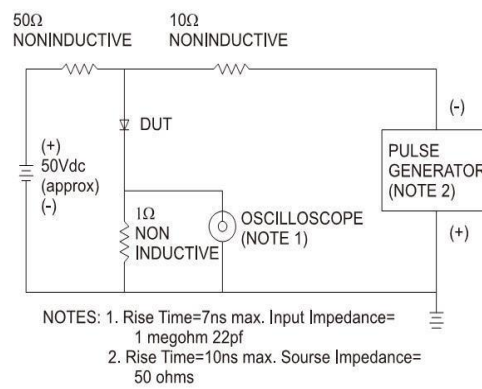 50Ω
NONINDUCTIVE
10Ω
NONINDUCTIVE
DUT
(+)
50Vdc
(approx)
(-)
1Ω
NON
INDUCTIVE
OSCILLOSCOPE
(NOTE 1)
(-)
PULSE
GENERATOR
(NOTE 2)
(+)
NOTES: 1. Rise Time=7ns max. Input Impedance=
1 megohm 22pf
2. Rise Time=10ns max. Sourse Impedance=
50 ohms